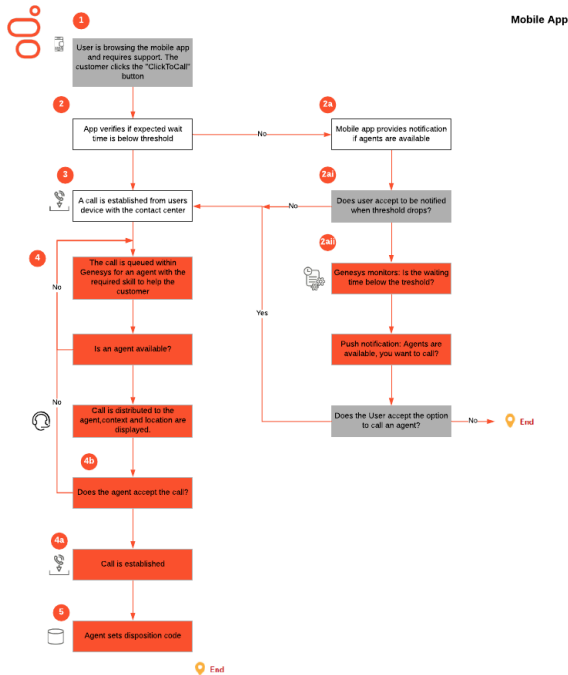 Mobile App
1
User is browsing the mobile app
and requires support. The
customer clicks the "ClickToCall"
button
2
App verifies if expected wait
time is below threshold
No
2a
Mobile app provides notification
if agents are available
3
A call is established from users
device with the contact center
No
2ai
Does user accept to be notified
when threshold drops?
4
The call is queued within
Genesys for an agent with the
required skill to help the
customer
No
2aii
Genesys monitors: Is the waiting
time below the treshold?
Yes
Is an agent available?
Push notification: Agents are
available, you want to call?
No
Call is distributed to the
agent,context and location are
displayed.
Does the User accept the option
to call an agent?
No
End
4b
Does the agent accept the call?
4a
Call is established
5
Agent sets disposition code
End